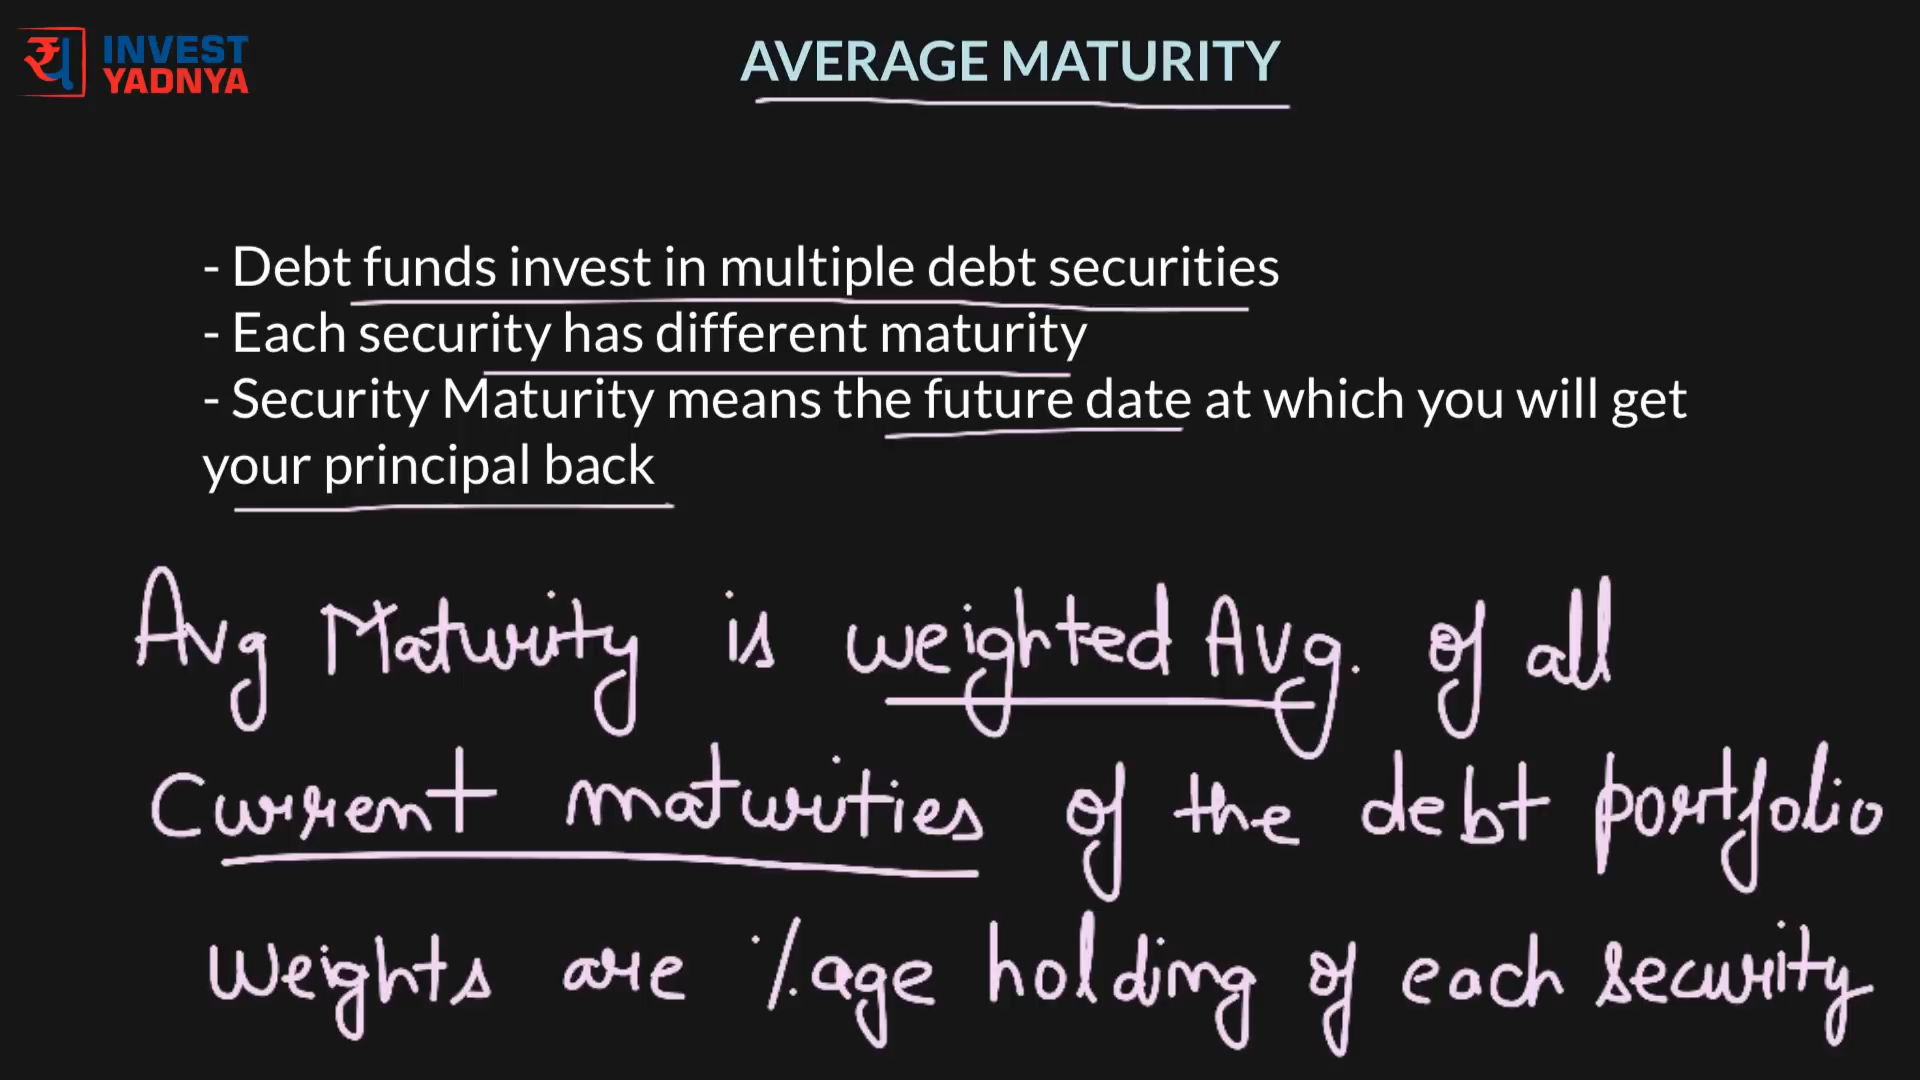 INVEST
YADNYA
AVERAGE MATURITY
- Debt funds invest in multiple debt securities
- Each security has different maturity
- Security Maturity means the future date at which you will get
your principal back
Avg Maturity is weighted Avg. of all
Current maturities of the debt portfolio
Weights are %age holding of each security